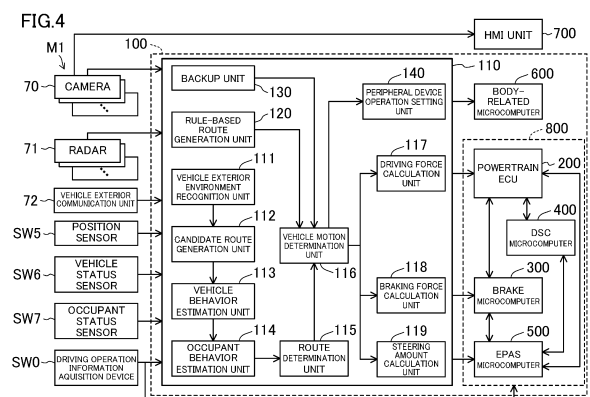 FIG.4
M1
100
HMI UNIT
700
70
CAMERA
BACKUP UNIT
130
140
110
PERIPHERAL DEVICE
OPERATION SETTING
UNIT
600
BODY-
RELATED
MICROCOMPUTER
71
RADAR
120
RULE-BASED
ROUTE
GENERATION UNIT
117
DRIVING FORCE
CALCULATION
UNIT
800
POWERTRAIN
ECU
200
72
VEHICLE EXTERIOR
COMMUNICATION UNIT
111
VEHICLE EXTERIOR
ENVIRONMENT
RECOGNITION UNIT
SW5
POSITION
SENSOR
112
CANDIDATE ROUTE
GENERATION UNIT
VEHICLE MOTION
DETERMINATION
UNIT
116
400
DSC
MICROCOMPUTER
SW6
VEHICLE
STATUS
SENSOR
113
VEHICLE
BEHAVIOR
ESTIMATION UNIT
118
BRAKING FORCE
CALCULATION
UNIT
300
BRAKE
MICROCOMPUTER
SW7
OCCUPANT
STATUS
SENSOR
114
OCCUPANT
BEHAVIOR
ESTIMATION UNIT
115
ROUTE
DETERMINATION
UNIT
119
STEERING
AMOUNT
CALCULATION
UNIT
500
EPAS
MICROCOMPUTER
SW0
DRIVING OPERATION
INFORMATION
AQUISITION DEVICE